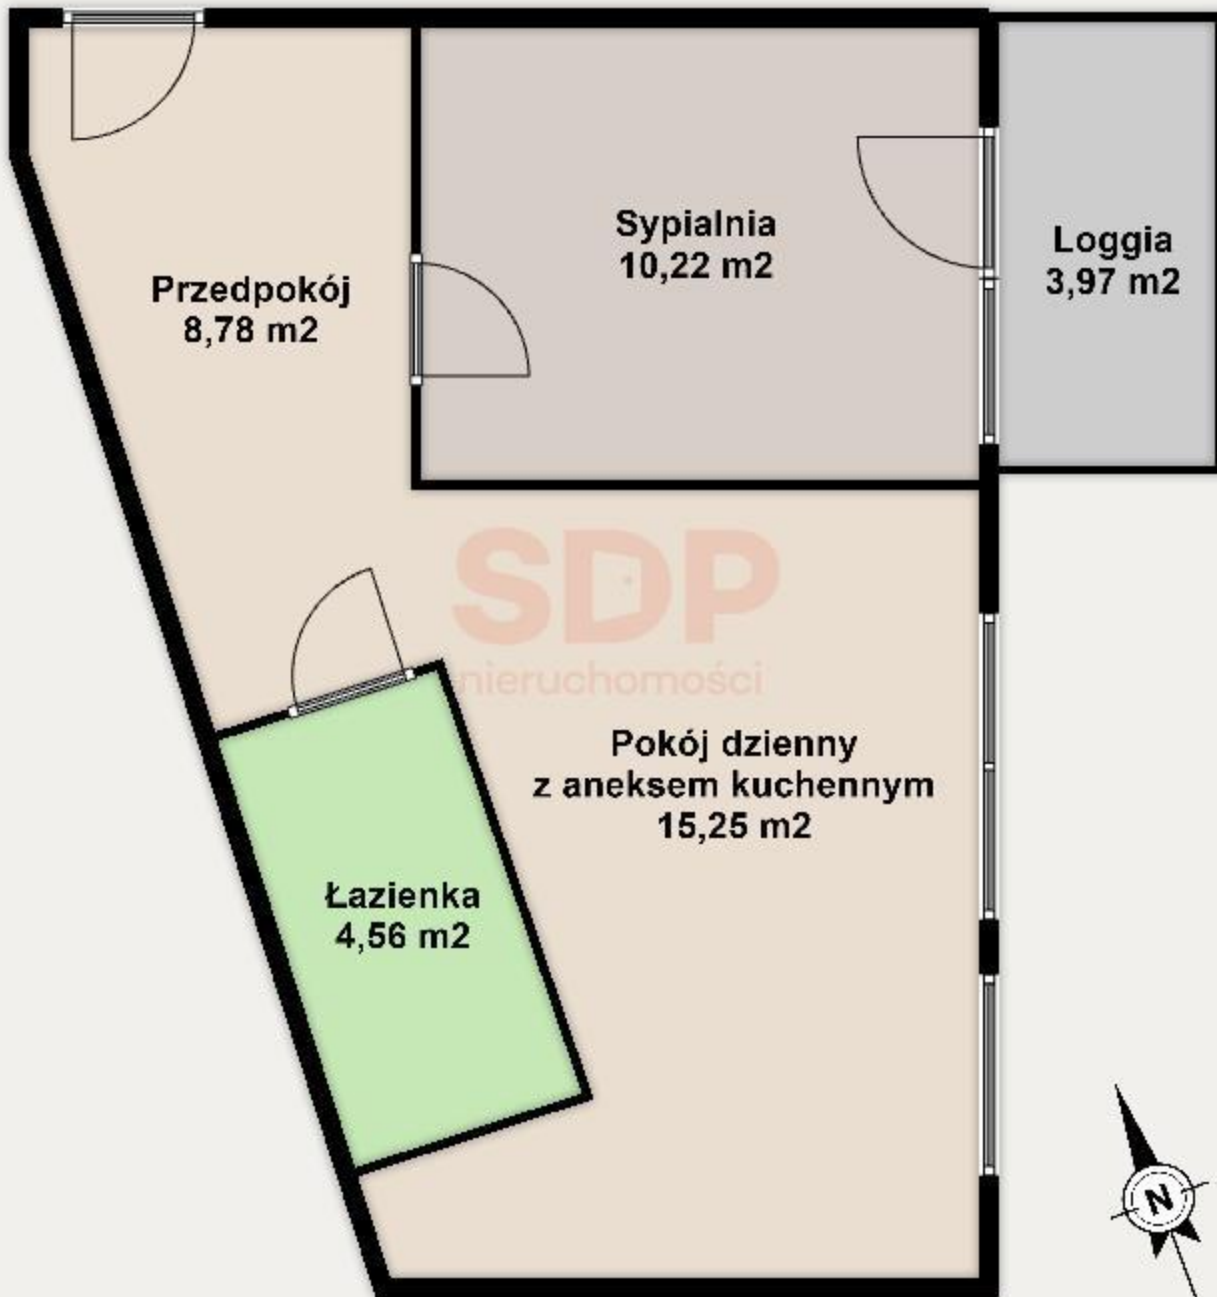 Sypialnia
10,22 m2
Loggia
3,97 m2
Przedpokój
8,78 m2
SDP
nieruchomości
Pokój dzienny
z aneksem kuchennym
15,25 m2
Łazienka
4,56 m2
N